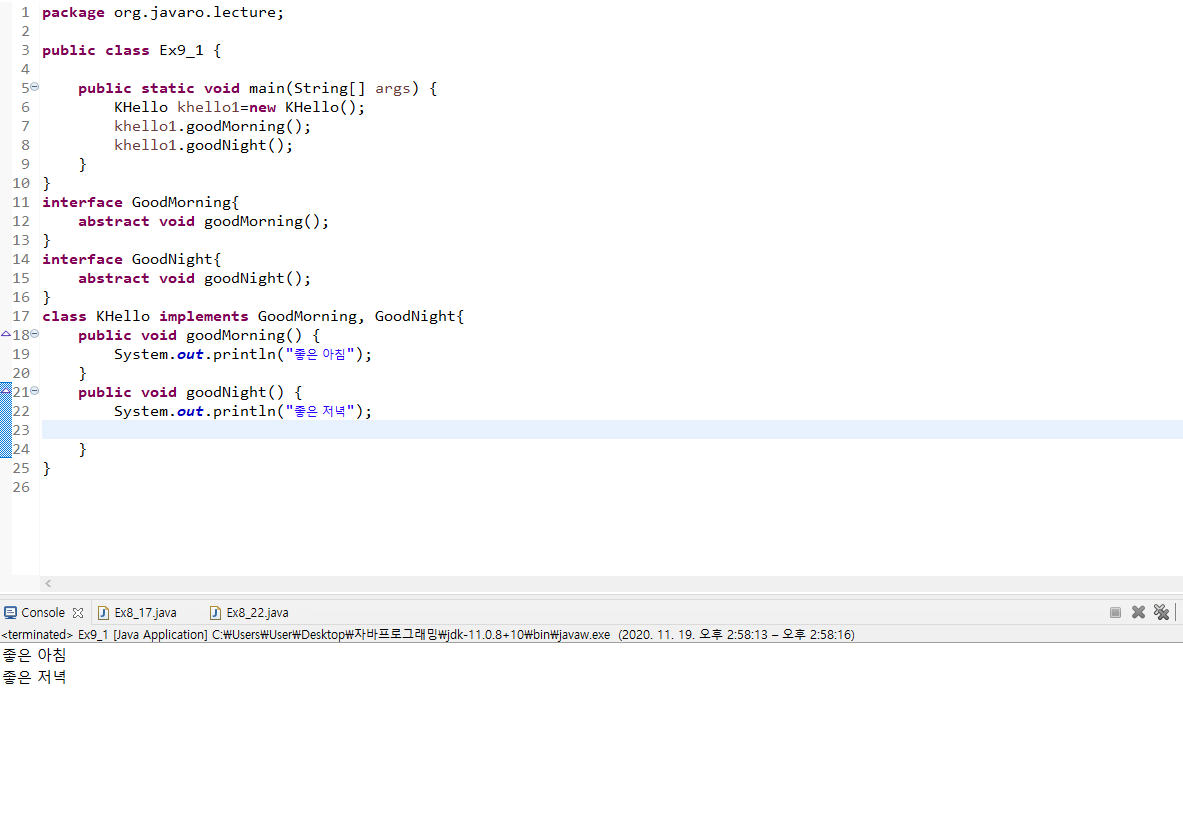 1 package org.javaro.lecture;
2
3 public class Ex9_1 {
4
5     public static void main(String[] args) {
6         KHello khello1=new KHello();
7         khello1.goodMorning();
8         khello1.goodNight();
9     }
10 }
11 interface GoodMorning{
12     abstract void goodMorning();
13 }
14 interface GoodNight{
15     abstract void goodNight();
16 }
17 class KHello implements GoodMorning, GoodNight{
18     public void goodMorning() {
19         System.out.println("좋은 아침");
20     }
21     public void goodNight() {
22         System.out.println("좋은 저녁");
23
24     }
25 }
26
Console Ex8_17.java Ex8_22.java
<terminated> Ex9_1 [Java Application] C:₩Users₩User₩Desktop₩자바프로그래밍₩jdk-11.0.8+10₩bin₩javaw.exe (2020. 11. 19. 오후 2:58:13 – 오후 2:58:16)
좋은 아침
좋은 저녁